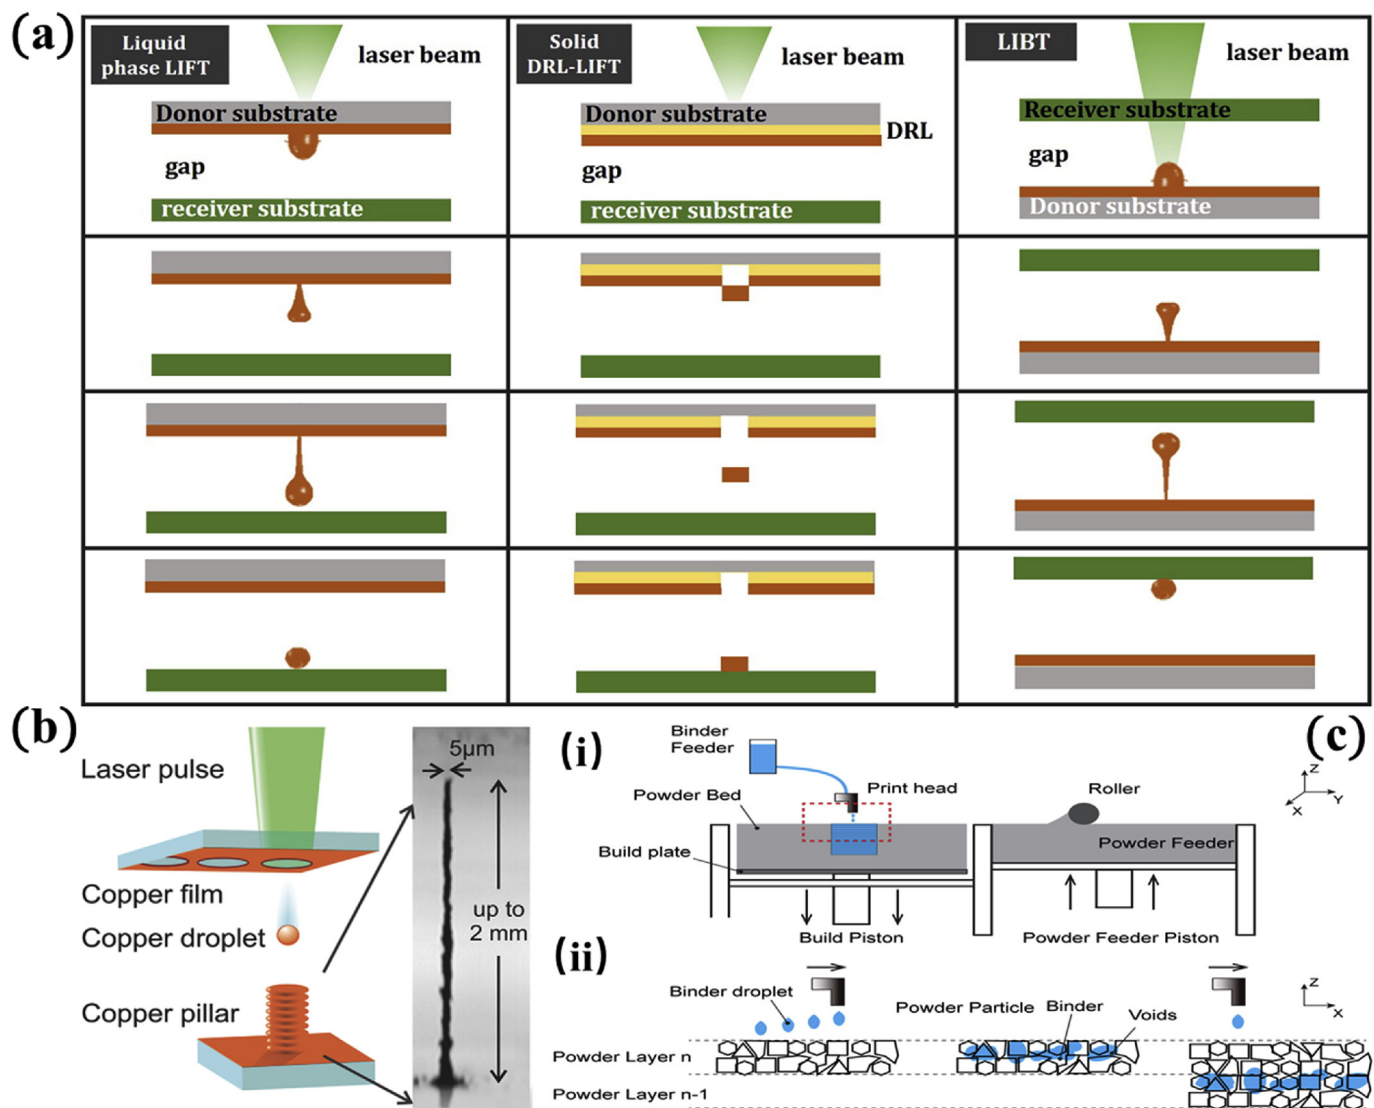 (a)
Liquid
phase LIFT
laser beam
Donor substrate
gap
receiver substrate
Solid
DRL-LIFT
laser beam
Donor substrate
DRL
gap
receiver substrate
LIBT
laser beam
Receiver substrate
gap
Donor substrate
(b)
Laser pulse
Copper film
Copper droplet
Copper pillar
5µm
up to
2 mm
(c)
(i)
Binder
Feeder
Print head
Powder Bed
Build plate
Build Piston
Roller
Powder Feeder
Powder Feeder Piston
Z
Y
X
(ii)
Binder droplet
Powder Particle
Binder
Voids
Z
X
Powder Layer n
Powder Layer n-1